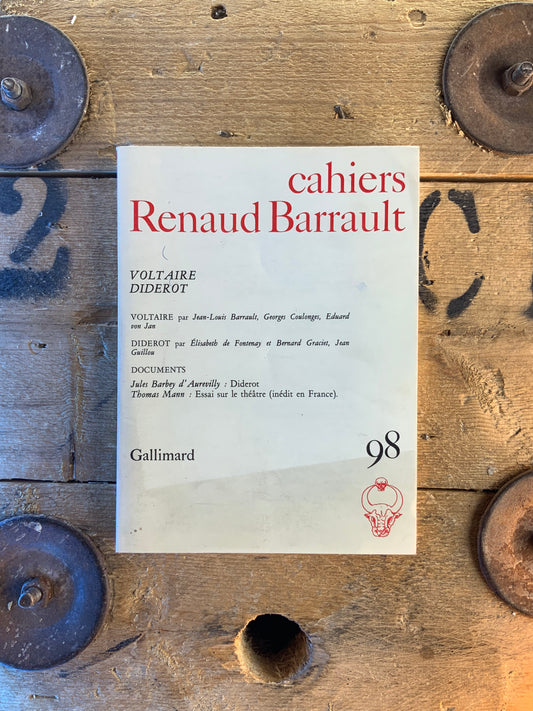 cahiers
Renaud Barrault
VOLTAIRE
DIDEROT
VOLTAIRE par Jean-Louis Barrault, Georges Coulonges, Eduard
von Jan
DIDEROT par Élisabeth de Fontenay et Bernard Graciet, Jean
Guillou
DOCUMENTS
Jules Barbey d'Aurevilly : Diderot
Thomas Mann : Essai sur le théâtre (inédit en France).
Gallimard
98
2